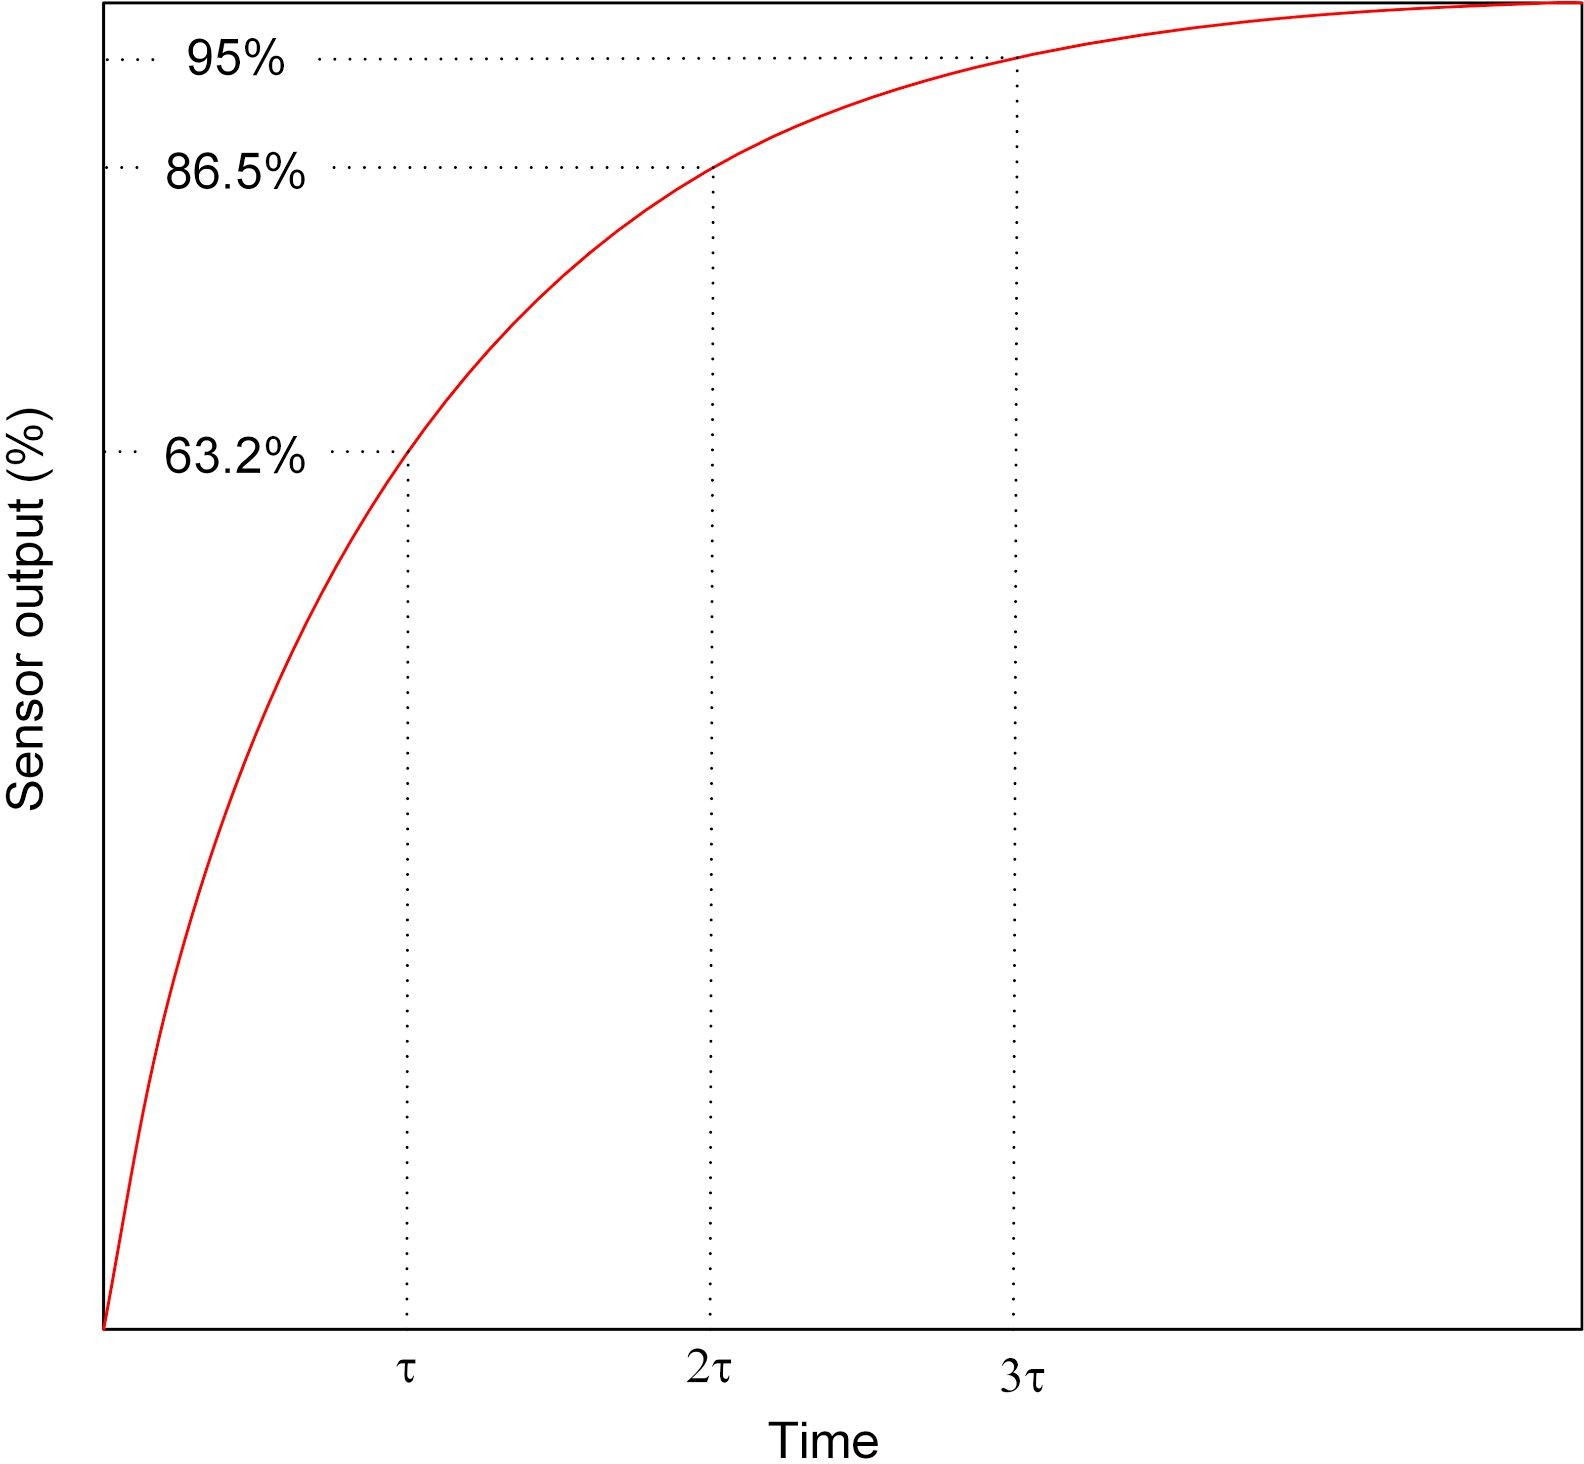 95%
86.5%
63.2%
Sensor output (%)
τ
2τ
3τ
Time